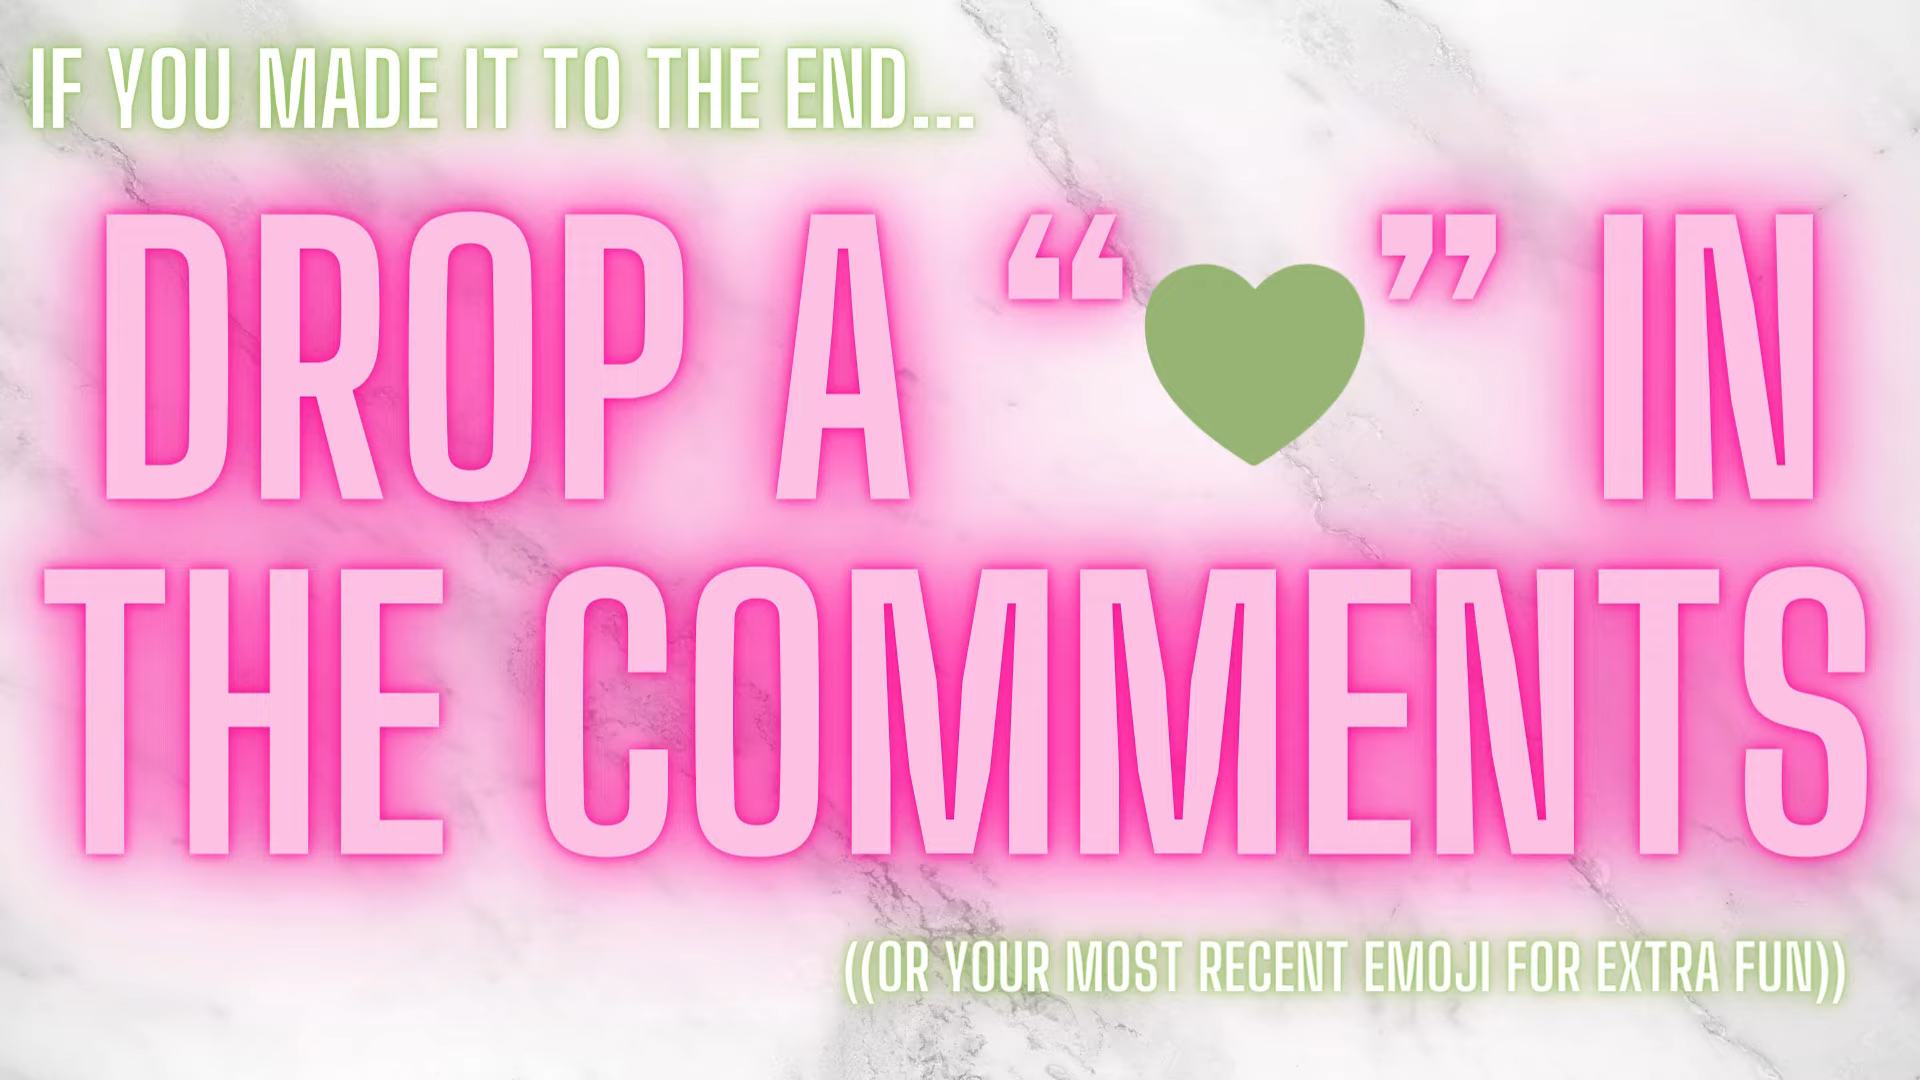 IF YOU MADE IT TO THE END...
DROP A “💚” IN
THE COMMENTS
((OR YOUR MOST RECENT EMOJI FOR EXTRA FUN))